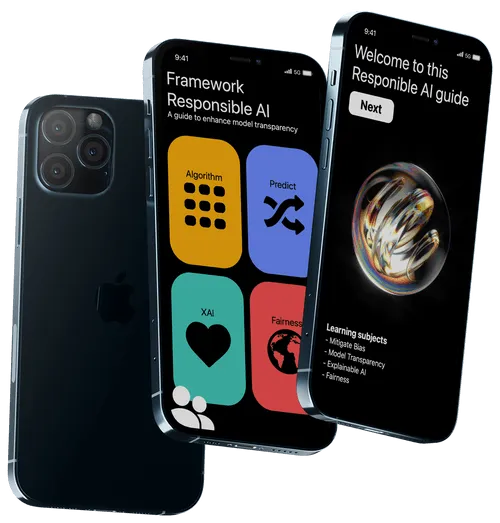 9:41
5G
Framework
Responsible AI
A guide to enhance model transparency
Algorithm
Predict
XAI
Fairness
9:41
5G
Welcome to this
Responible AI guide
Next
Learning subjects
- Mitigate Bias
- Model Transparency
- Explainable AI
- Fairness